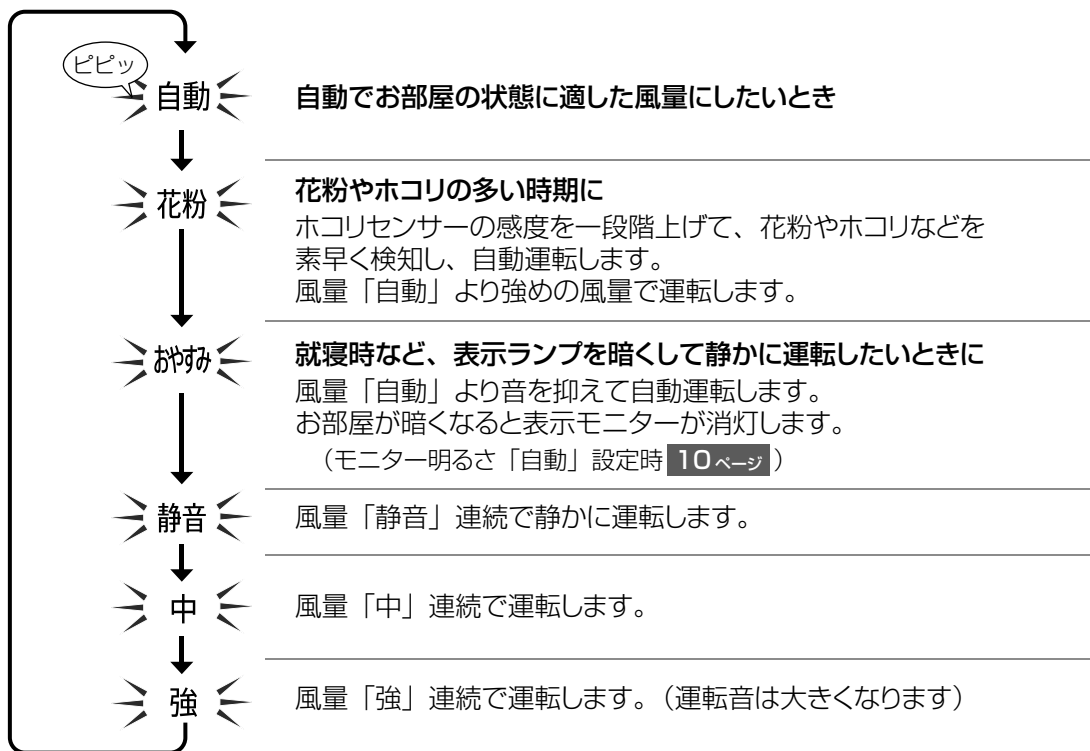 ピピッ
自動
自動でお部屋の状態に適した風量にしたいとき
花粉
花粉やホコリの多い時期に
ホコリセンサーの感度を一段階上げて、花粉やホコリなどを
素早く検知し、自動運転します。
風量「自動」より強めの風量で運転します。
おやすみ
就寝時など、表示ランプを暗くして静かに運転したいときに
風量「自動」より音を抑えて自動運転します。
お部屋が暗くなると表示モニターが消灯します。
（モニター明るさ「自動」設定時 10ページ）
静音
風量「静音」連続で静かに運転します。
中
風量「中」連続で運転します。
強
風量「強」連続で運転します。（運転音は大きくなります）